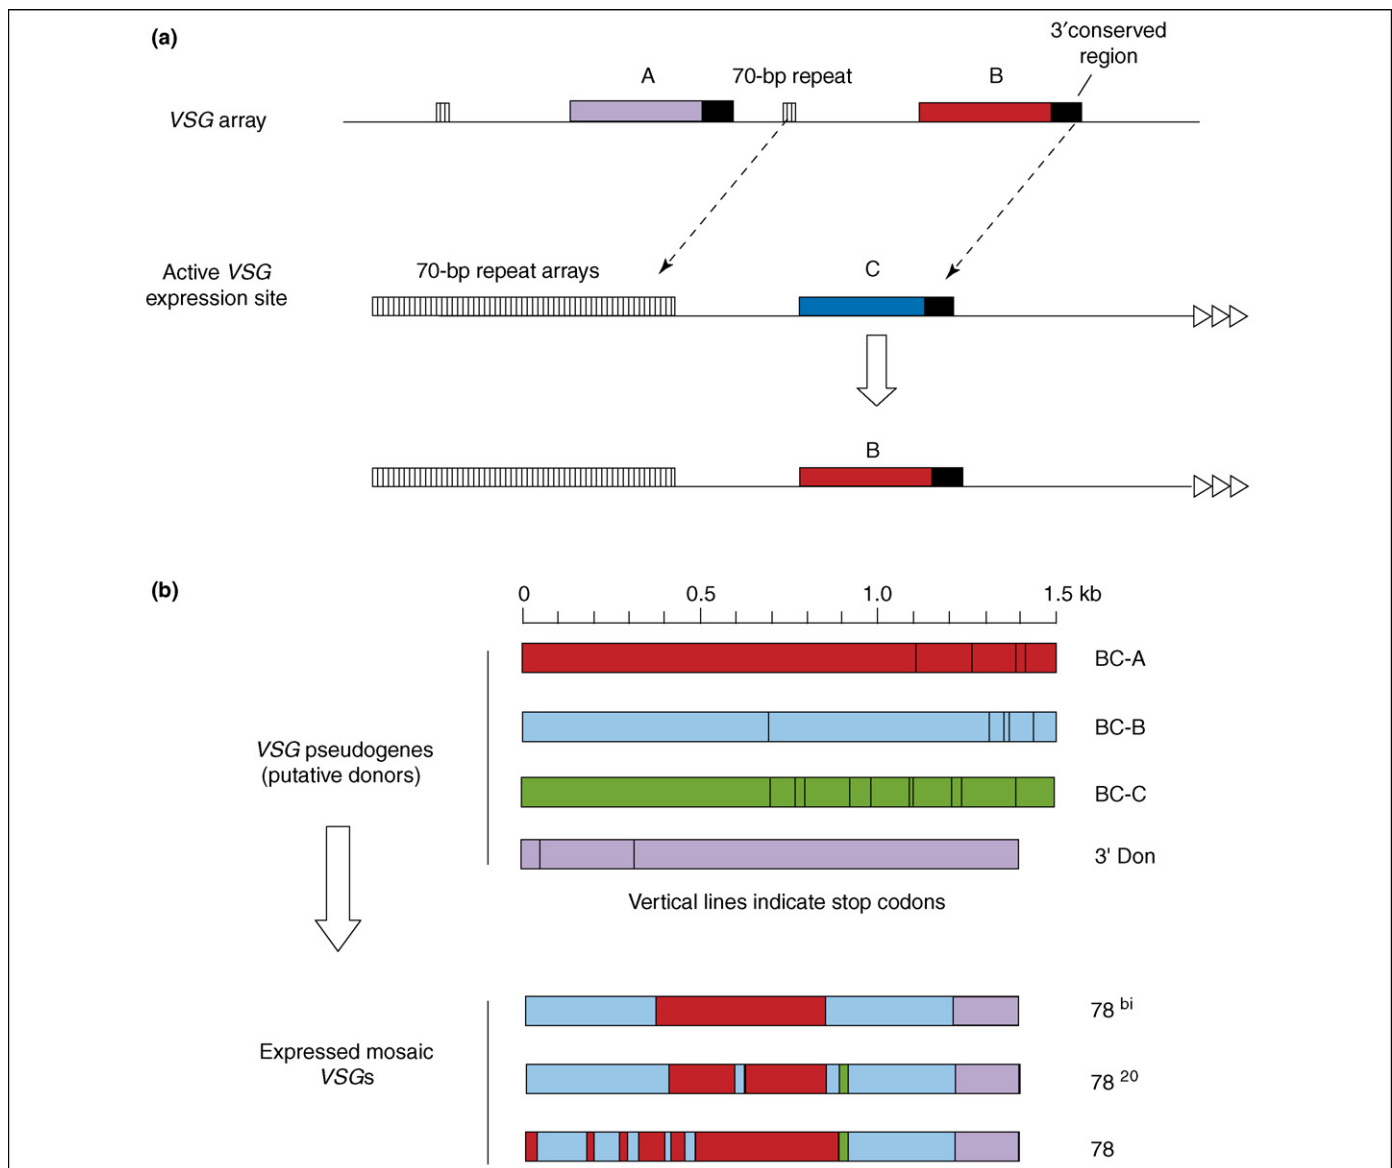 (a)
3′conserved
region
A
70-bp repeat
B
VSG array
Active VSG
expression site
70-bp repeat arrays
C
B
(b)
0
0.5
1.0
1.5 kb
BC-A
BC-B
VSG pseudogenes
(putative donors)
BC-C
3' Don
Vertical lines indicate stop codons
78 bi
Expressed mosaic
VSGs
78 20
78